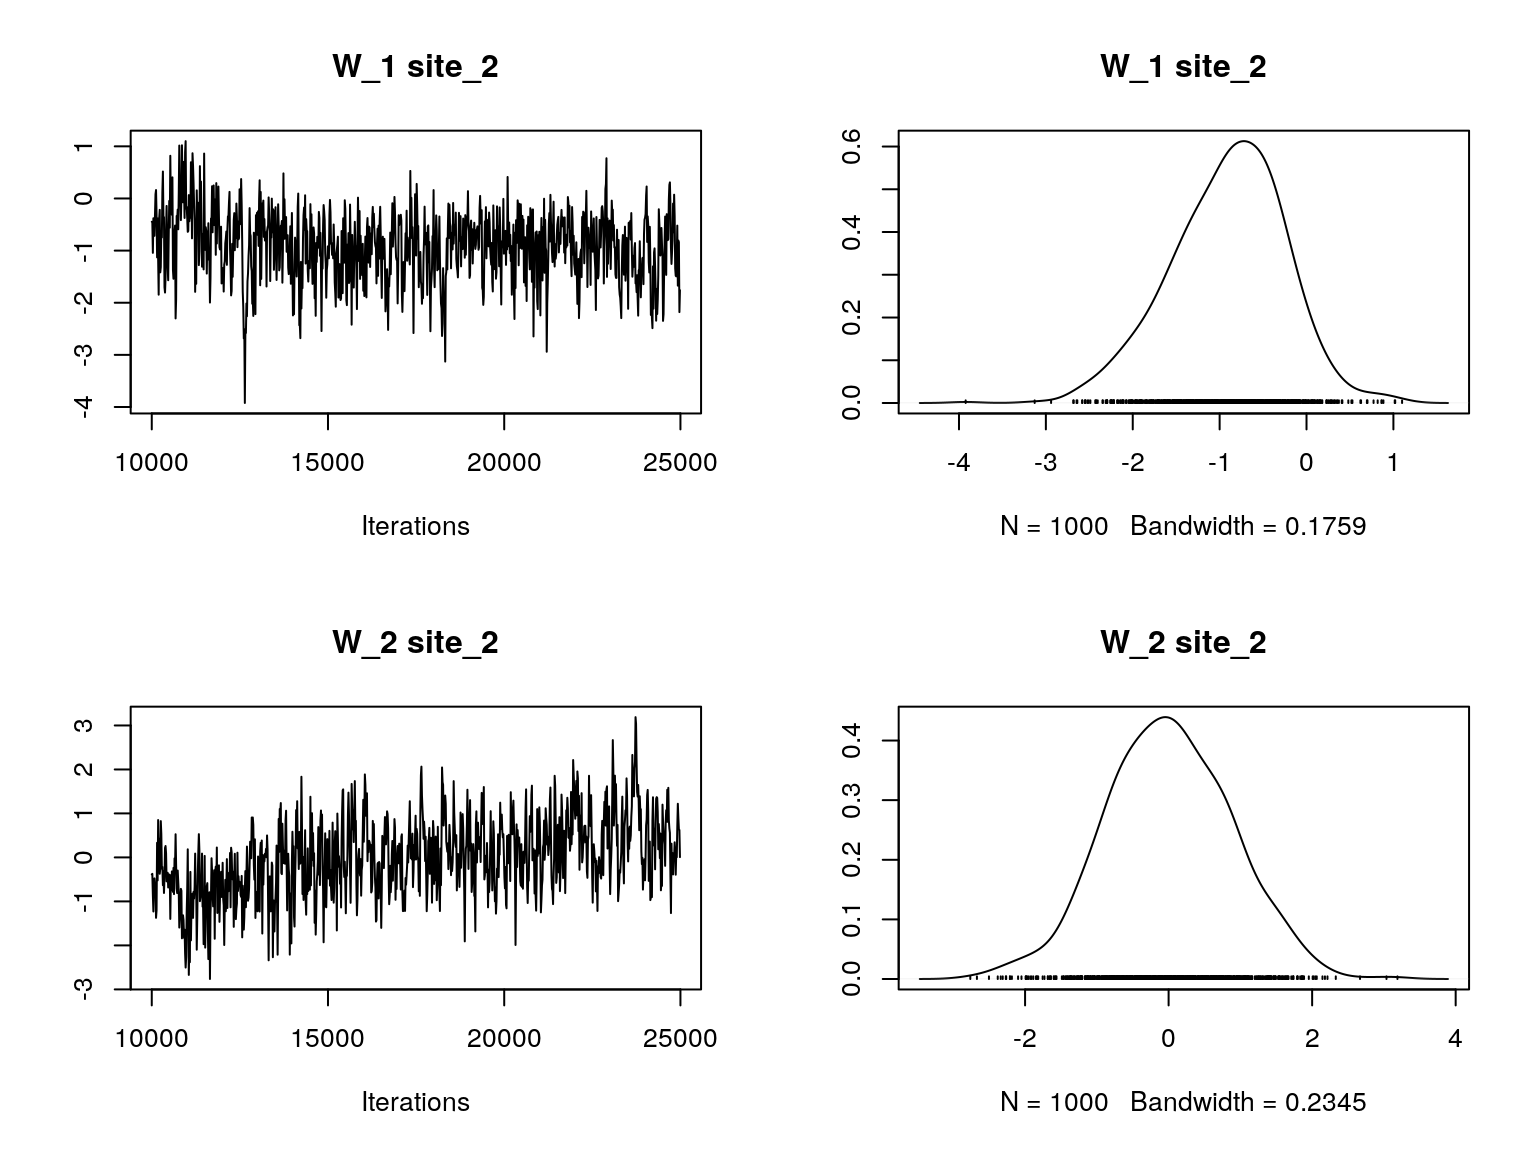 W_1 site_2
1
0
-1
-2
-3
-4
10000 15000 20000 25000
Iterations
W_1 site_2
0.6
0.4
0.2
0.0
-4 -3 -2 -1 0 1
N = 1000 Bandwidth = 0.1759
W_2 site_2
3
2
1
0
-1
-3
10000 15000 20000 25000
Iterations
W_2 site_2
0.4
0.3
0.2
0.1
0.0
-2 0 2 4
N = 1000 Bandwidth = 0.2345